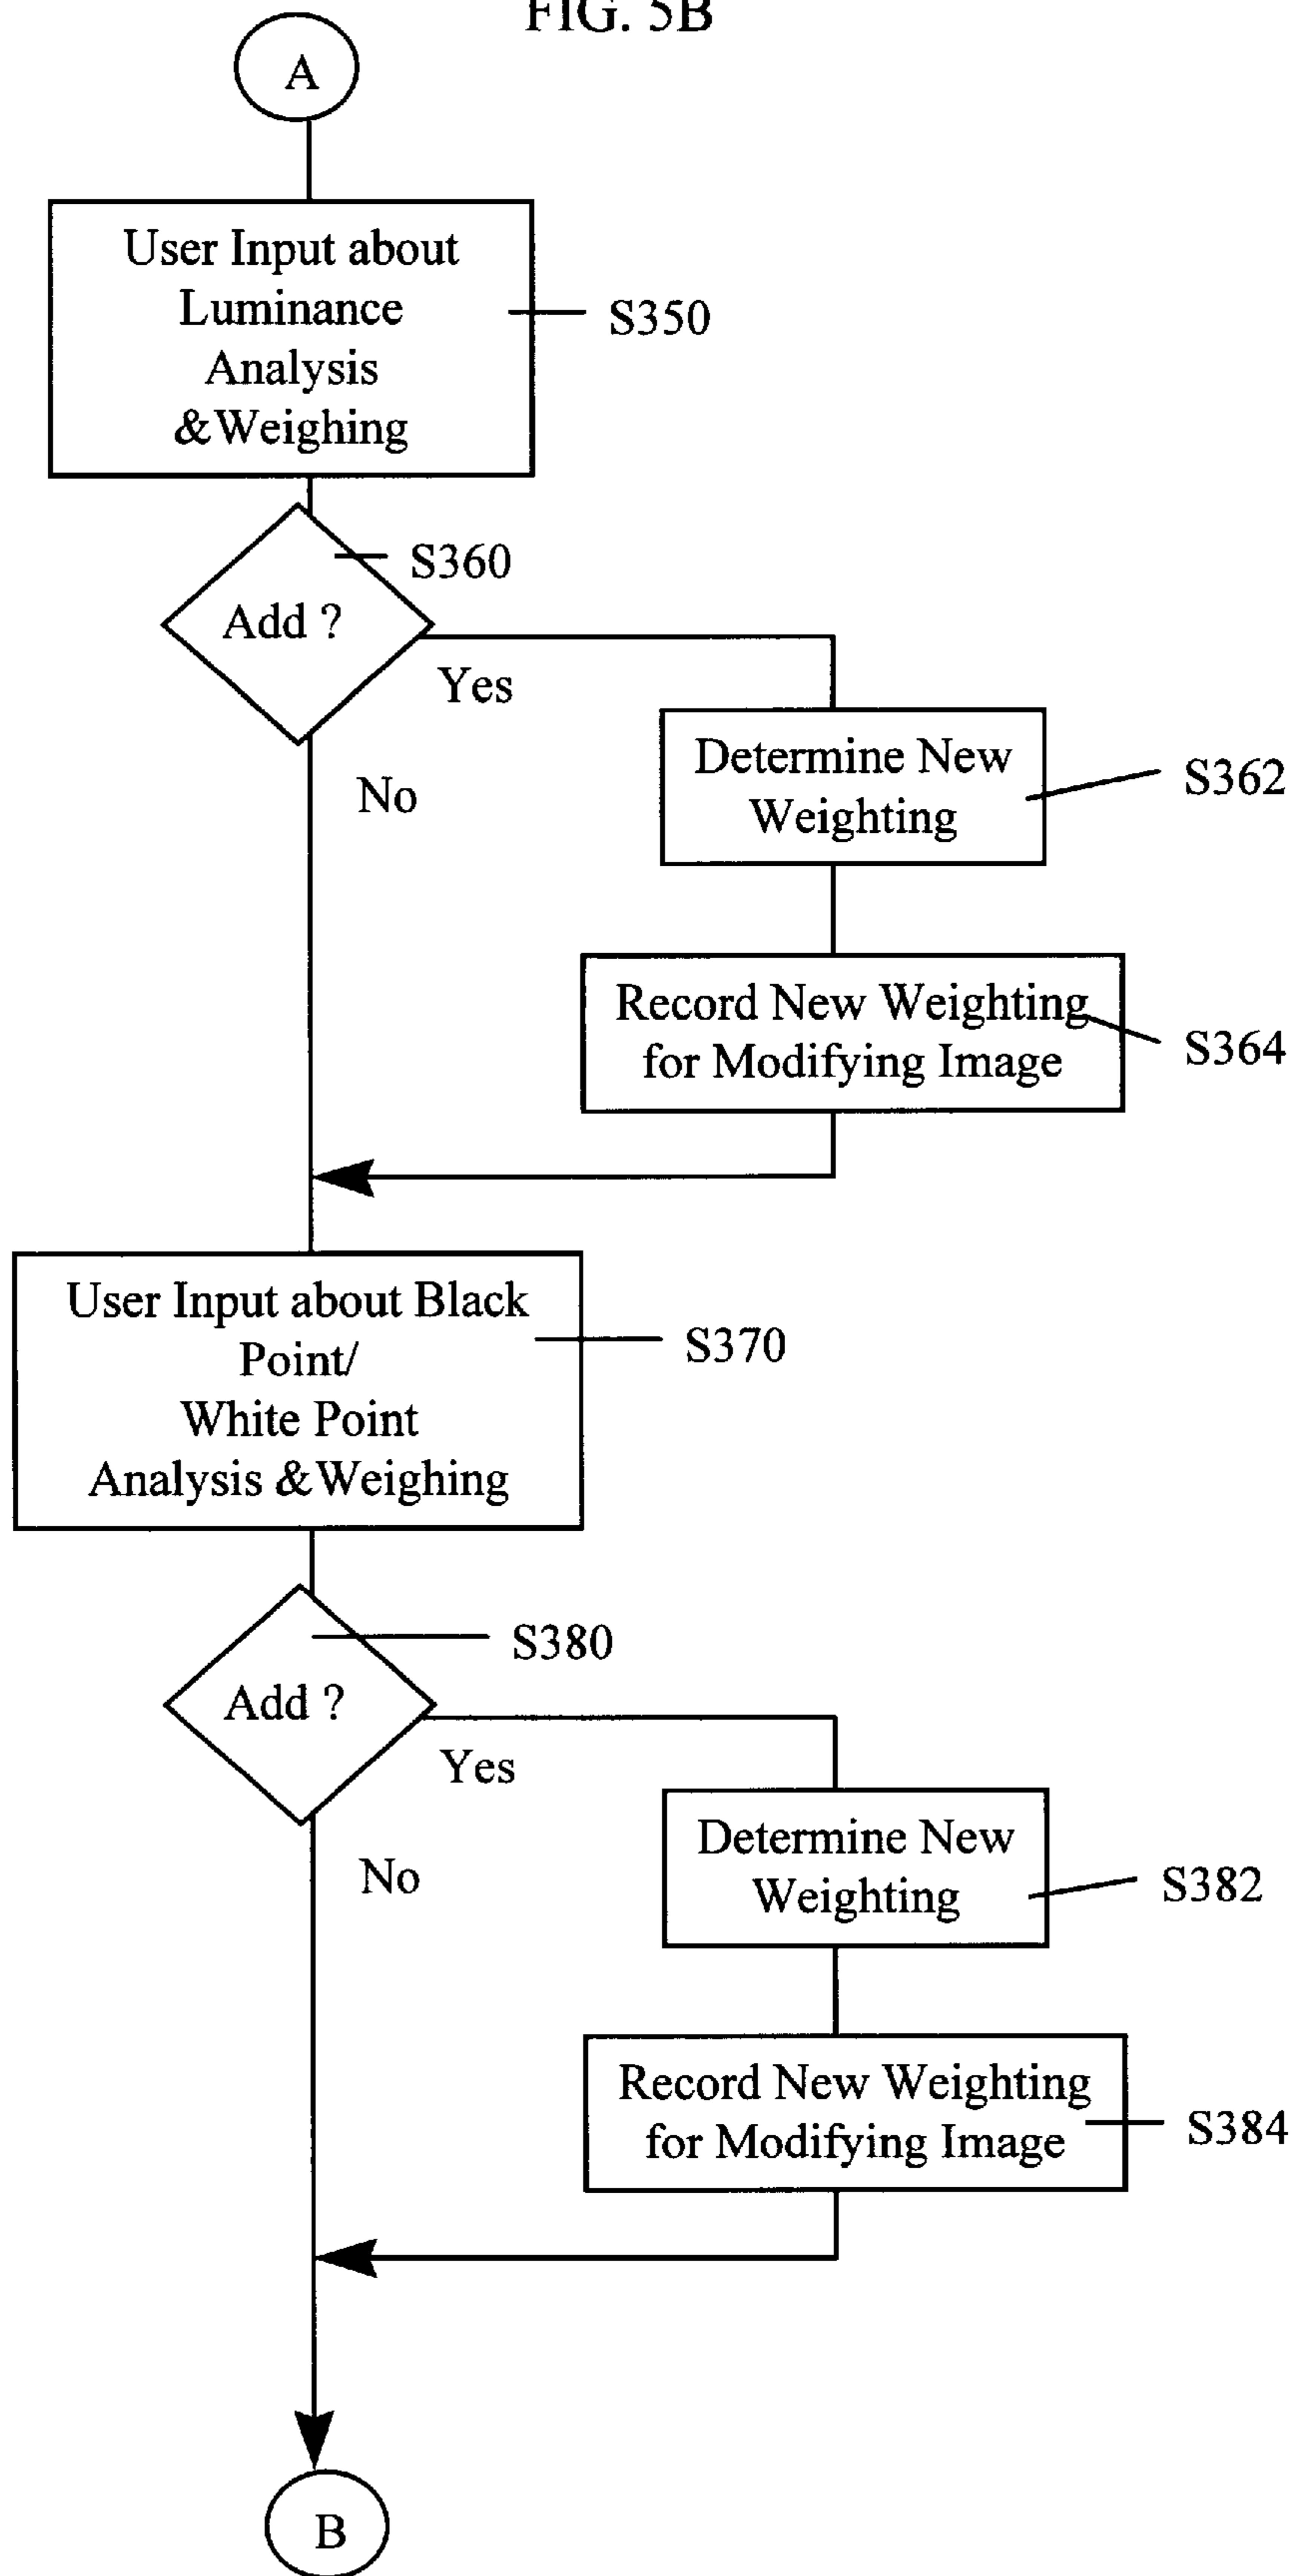 FIG. 5B
A
User Input about
Luminance
Analysis
&Weighing
S350
S360
Add ?
Yes
No
Determine New
Weighting
S362
Record New Weighting
for Modifying Image
S364
User Input about Black
Point/
White Point
Analysis &Weighing
S370
S380
Add ?
Yes
No
Determine New
Weighting
S382
Record New Weighting
for Modifying Image
S384
B